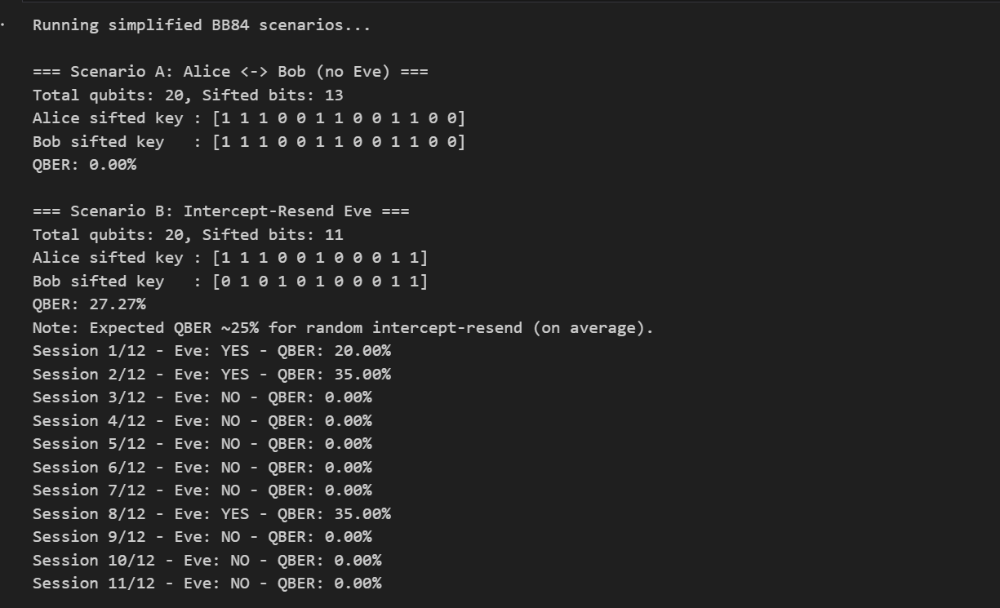 Running simplified BB84 scenarios...
=== Scenario A: Alice <-> Bob (no Eve) ===
Total qubits: 20, Sifted bits: 13
Alice sifted key : [1 1 1 0 0 1 1 0 0 1 1 0 0]
Bob sifted key   : [1 1 1 0 0 1 1 0 0 1 1 0 0]
QBER: 0.00%
=== Scenario B: Intercept-Resend Eve ===
Total qubits: 20, Sifted bits: 11
Alice sifted key : [1 1 1 0 0 1 0 0 0 1 1]
Bob sifted key   : [0 1 0 1 0 1 0 0 0 1 1]
QBER: 27.27%
Note: Expected QBER ~25% for random intercept-resend (on average).
Session 1/12 - Eve: YES - QBER: 20.00%
Session 2/12 - Eve: YES - QBER: 35.00%
Session 3/12 - Eve: NO - QBER: 0.00%
Session 4/12 - Eve: NO - QBER: 0.00%
Session 5/12 - Eve: NO - QBER: 0.00%
Session 6/12 - Eve: NO - QBER: 0.00%
Session 7/12 - Eve: NO - QBER: 0.00%
Session 8/12 - Eve: YES - QBER: 35.00%
Session 9/12 - Eve: NO - QBER: 0.00%
Session 10/12 - Eve: NO - QBER: 0.00%
Session 11/12 - Eve: NO - QBER: 0.00%